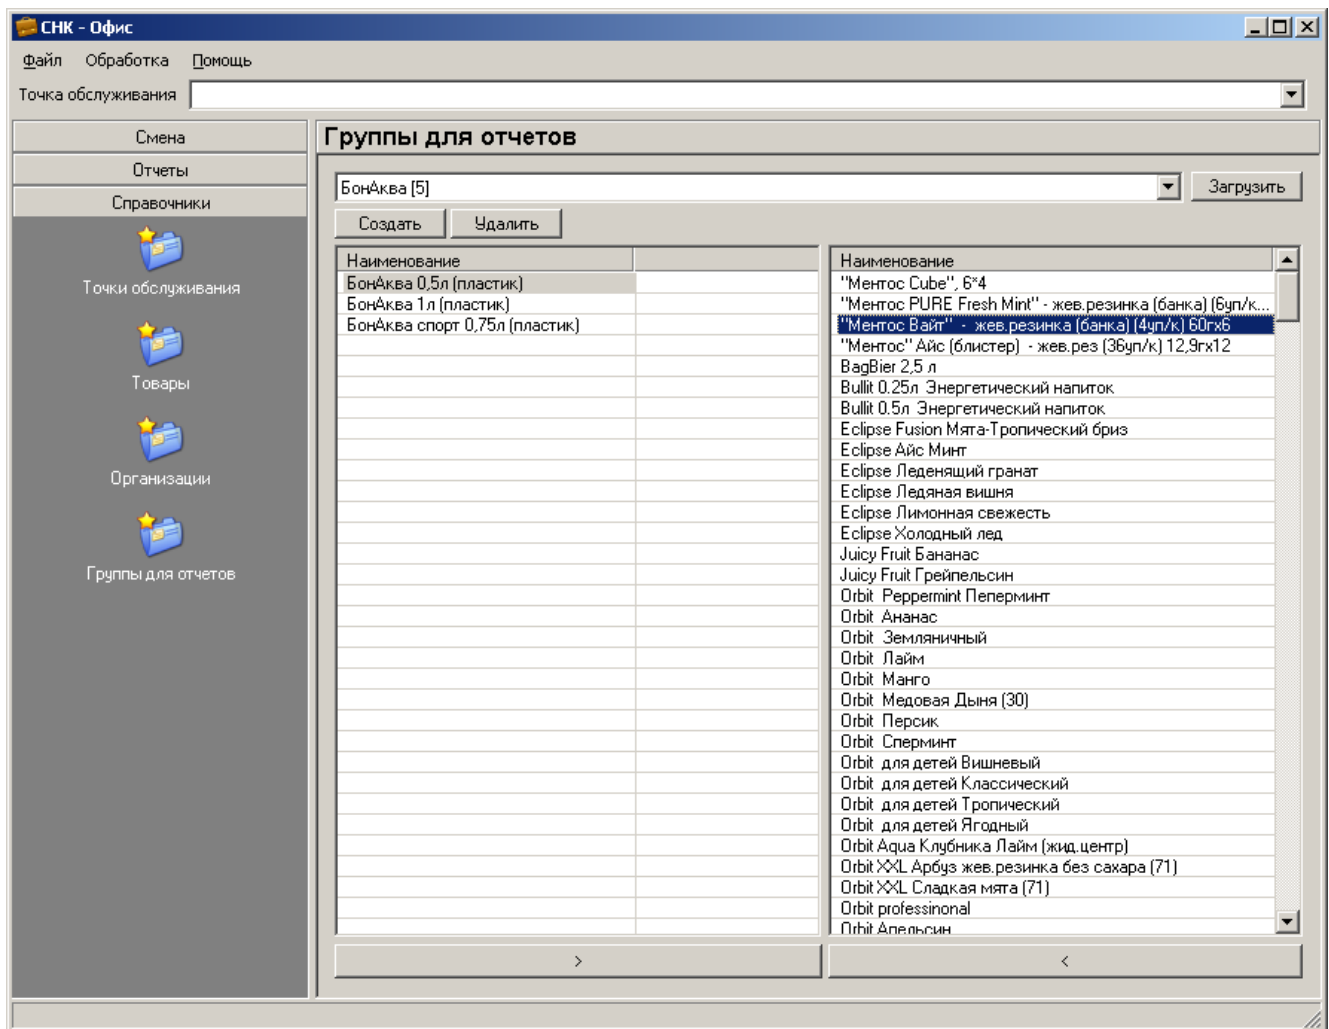 СНК - Офис
Файл Обработка Помощь
Точка обслуживания
Смена
Отчеты
Справочники
Точки обслуживания
Товары
Организации
Группы для отчетов
Группы для отчетов
БонАква [5]
Загрузить
Создать Удалить
Наименование
БонАква 0,5л (пластик)
БонАква 1л (пластик)
БонАква спорт 0,75л (пластик)
>
Наименование
"Ментос Cube", 6*4
"Ментос PURE Fresh Mint" - жев.резинка (банка) (6уп/к...
"Ментос Вайт" - жев.резинка (банка) (4уп/к) 60гх6
"Ментос" Айс (блистер) - жев.рез (36уп/к) 12,9гх12
BagBier 2,5 л
Bullit 0.25л Энергетический напиток
Bullit 0.5л Энергетический напиток
Eclipse Fusion Мята-Тропический бриз
Eclipse Айс Минт
Eclipse Леденящий гранат
Eclipse Ледяная вишня
Eclipse Лимонная свежесть
Eclipse Холодный лед
Juicy Fruit Бананас
Juicy Fruit Грейпельсин
Orbit Peppermint Пеперминт
Orbit Ананас
Orbit Земляничный
Orbit Лайм
Orbit Манго
Orbit Медовая Дыня (30)
Orbit Персик
Orbit Сперминт
Orbit для детей Вишневый
Orbit для детей Классический
Orbit для детей Тропический
Orbit для детей Ягодный
Orbit Aqua Клубника Лайм (жид.центр)
Orbit XXL Арбуз жев.резинка без сахара (71)
Orbit XXL Сладкая мята (71)
Orbit professinonal
Orbit Апельсин
<